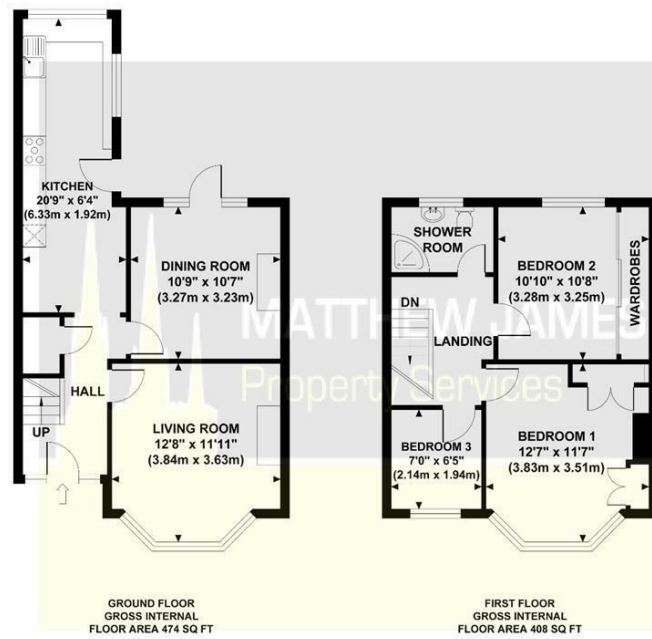 KITCHEN
20'9" x 6'4"
(6.33m x 1.92m)
DINING ROOM
10'9" x 10'7"
(3.27m x 3.23m)
HALL
UP
LIVING ROOM
12'8" x 11'11"
(3.84m x 3.63m)
GROUND FLOOR
GROSS INTERNAL
FLOOR AREA 474 SQ FT
SHOWER
ROOM
BEDROOM 2
10'10" x 10'8"
(3.28m x 3.25m)
WARDROBES
DN
LANDING
BEDROOM 3
7'0" x 6'5"
(2.14m x 1.94m)
BEDROOM 1
12'7" x 11'7"
(3.83m x 3.51m)
FIRST FLOOR
GROSS INTERNAL
FLOOR AREA 408 SQ FT
MATTHEW JAMES
Property Services